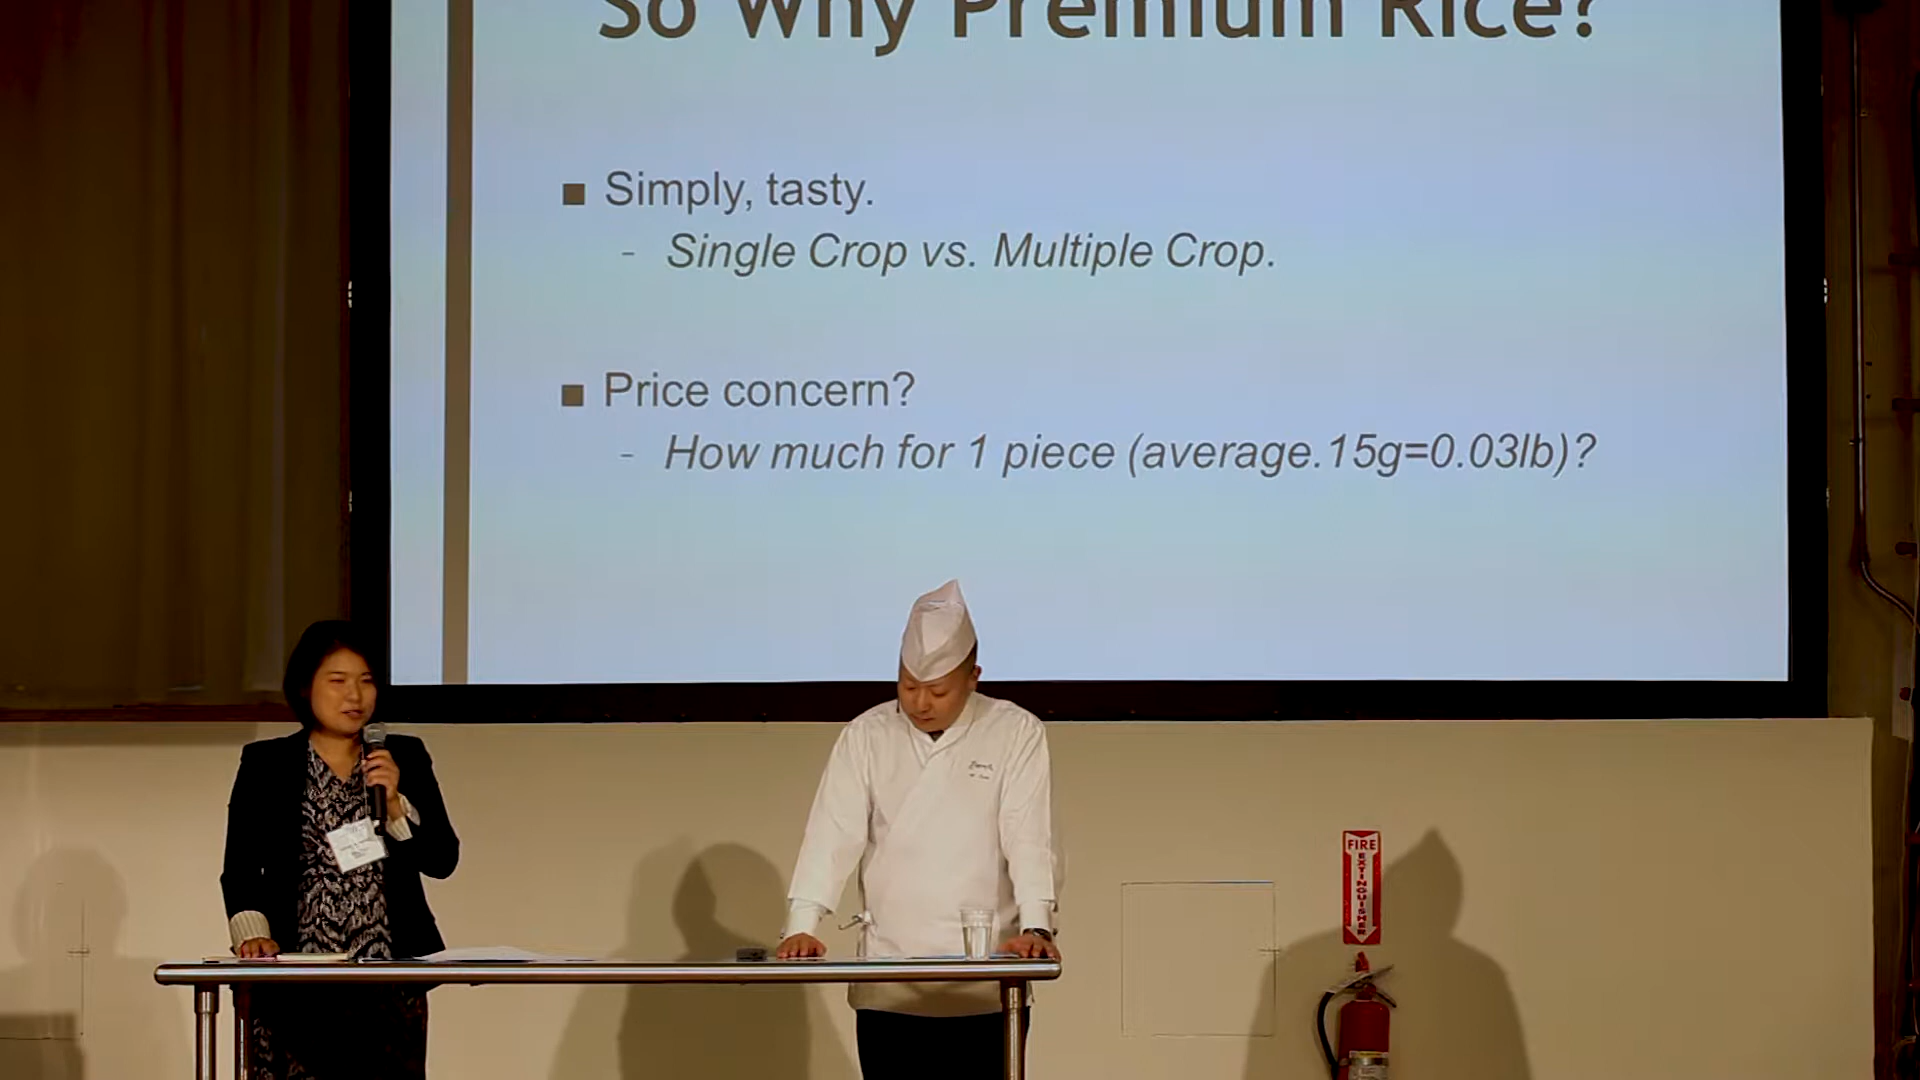 So Why Premium Rice?
■ Simply, tasty.
- Single Crop vs. Multiple Crop.
■ Price concern?
- How much for 1 piece (average.15g=0.03lb)?
FIRE
EXTINGUISHER